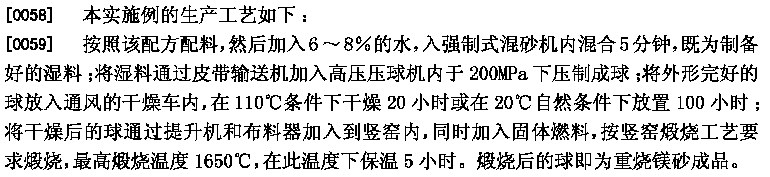 [0058] 本实施例的生产工艺如下：
[0059] 按照该配方配料,然后加入6～8%的水,入强制式混砂机内混合5分钟,既为制备
好的湿料;将湿料通过皮带输送机加入高压压球机内于200MPa下压制成球;将外形完好的
球放入通风的干燥车内,在110℃条件下干燥20小时或在20℃自然条件下放置100小时;
将干燥后的球通过提升机和布料器加入到竖窑内,同时加入固体燃料,按竖窑煅烧工艺要
求煅烧,最高煅烧温度1650℃,在此温度下保温5小时。煅烧后的球即为重烧镁砂成品。